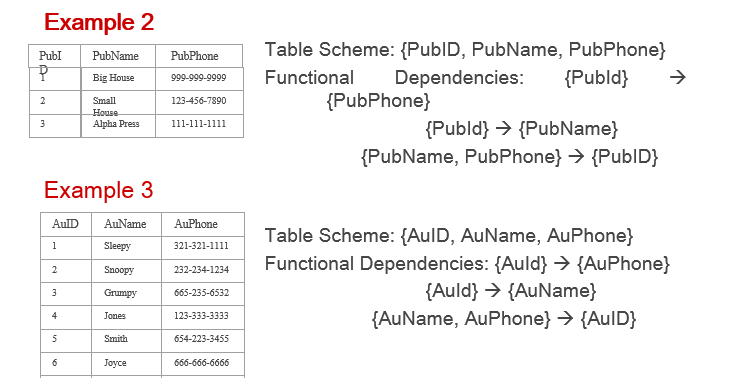 Example 2
PubI
D PubName PubPhone
1 Big House 999-999-9999
2 Small
House 123-456-7890
3 Alpha Press 111-111-1111
Table Scheme: {PubID, PubName, PubPhone}
Functional Dependencies: {PubId} →
{PubPhone}
{PubId} → {PubName}
{PubName, PubPhone} → {PubID}
Example 3
AuID AuName AuPhone
1 Sleepy 321-321-1111
2 Snoopy 232-234-1234
3 Grumpy 665-235-6532
4 Jones 123-333-3333
5 Smith 654-223-3455
6 Joyce 666-666-6666
Table Scheme: {AuID, AuName, AuPhone}
Functional Dependencies: {AuId} → {AuPhone}
{AuId} → {AuName}
{AuName, AuPhone} → {AuID}